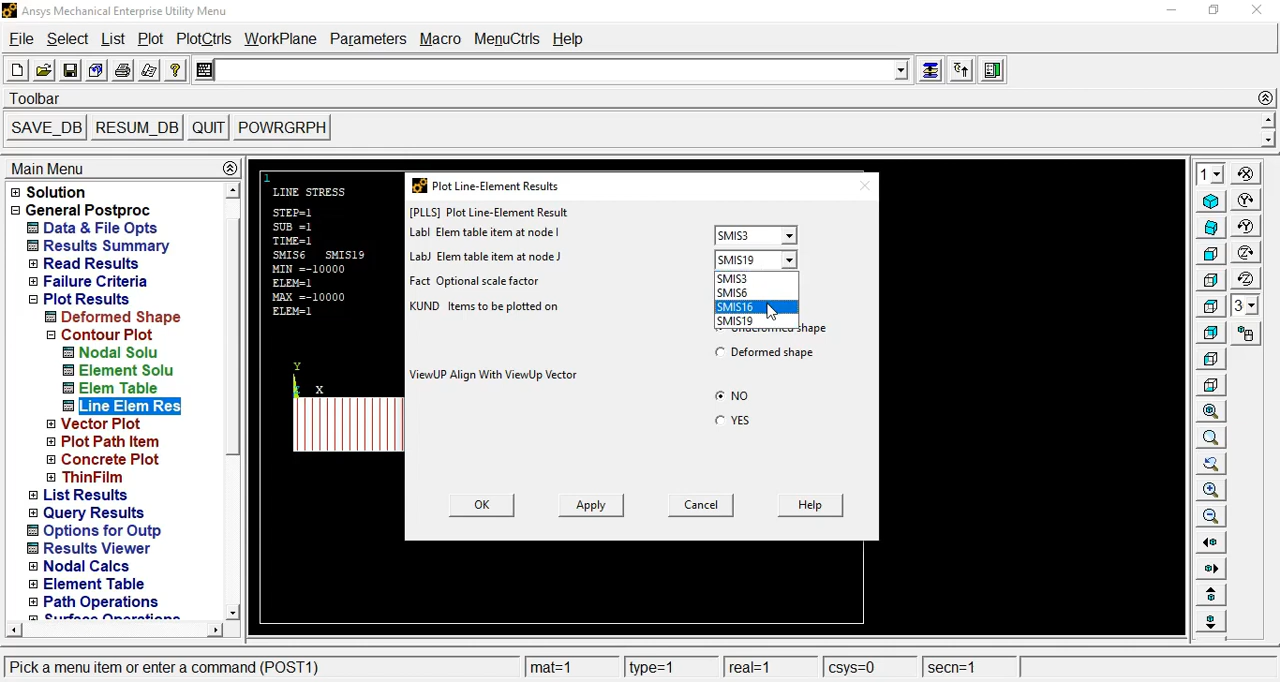 Ansys Mechanical Enterprise Utility Menu
File Select List Plot PlotCtrls WorkPlane Parameters Macro MenuCtrls Help
Toolbar
SAVE_DB RESUM_DB QUIT POWRGRPH
Main Menu
Solution
General Postproc
Data & File Opts
Results Summary
Read Results
Failure Criteria
Plot Results
Deformed Shape
Contour Plot
Nodal Solu
Element Solu
Elem Table
Line Elem Res
Vector Plot
Plot Path Item
Concrete Plot
ThinFilm
List Results
Query Results
Options for Outp
Results Viewer
Nodal Calcs
Element Table
Path Operations
Surface Operations
1
LINE STRESS
STEP=1
SUB =1
TIME=1
SMIS6 SMIS19
MIN =-10000
ELEM=1
MAX =-10000
ELEM=1
Y
X
Plot Line-Element Results
[PLLS] Plot Line-Element Result
LabI Elem table item at node I
SMIS3
LabJ Elem table item at node J
SMIS19
SMIS3
SMIS6
SMIS16
SMIS19
Fact Optional scale factor
KUND Items to be plotted on
Undeformed shape
Deformed shape
ViewUP Align With ViewUp Vector
NO
YES
OK Apply Cancel Help
1
3
Pick a menu item or enter a command (POST1) mat=1 type=1 real=1 csys=0 secn=1